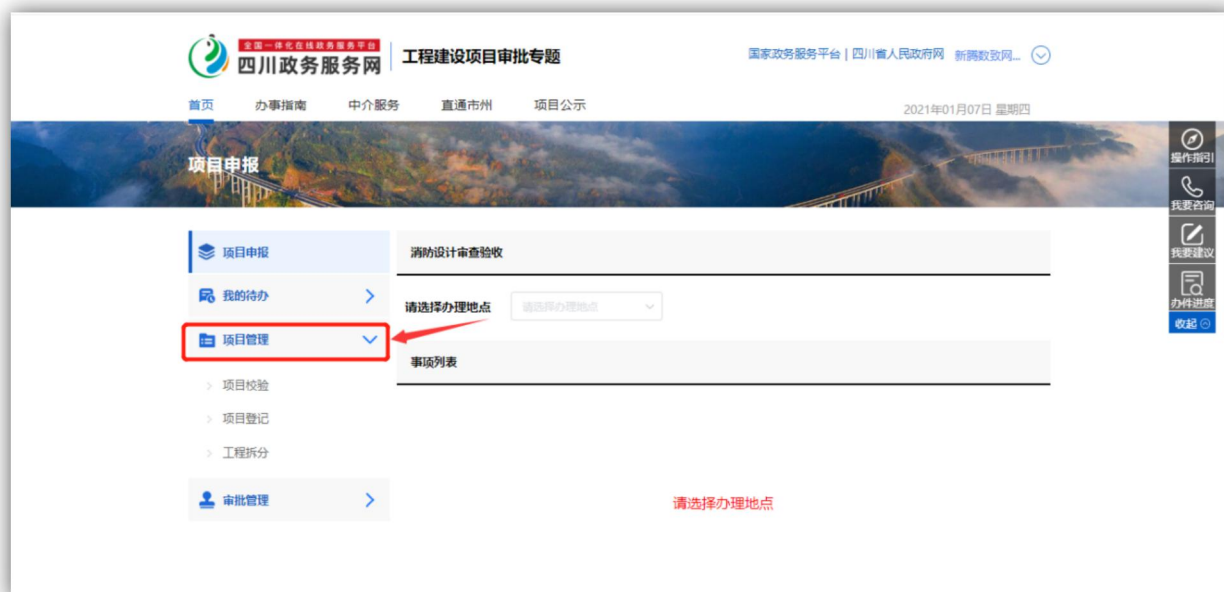 全国一体化在线政务服务平台
四川政务服务网
工程建设项目审批专题
国家政务服务平台 | 四川省人民政府网 新腾数致网...
首页 办事指南 中介服务 直通市州 项目公示
2021年01月07日 星期四
项目申报
操作指引
我要咨询
我要建议
办件进度
收起
项目申报
我的待办
项目管理
项目校验
项目登记
工程拆分
审批管理
消防设计审查验收
请选择办理地点 请选择办理地点
事项列表
请选择办理地点